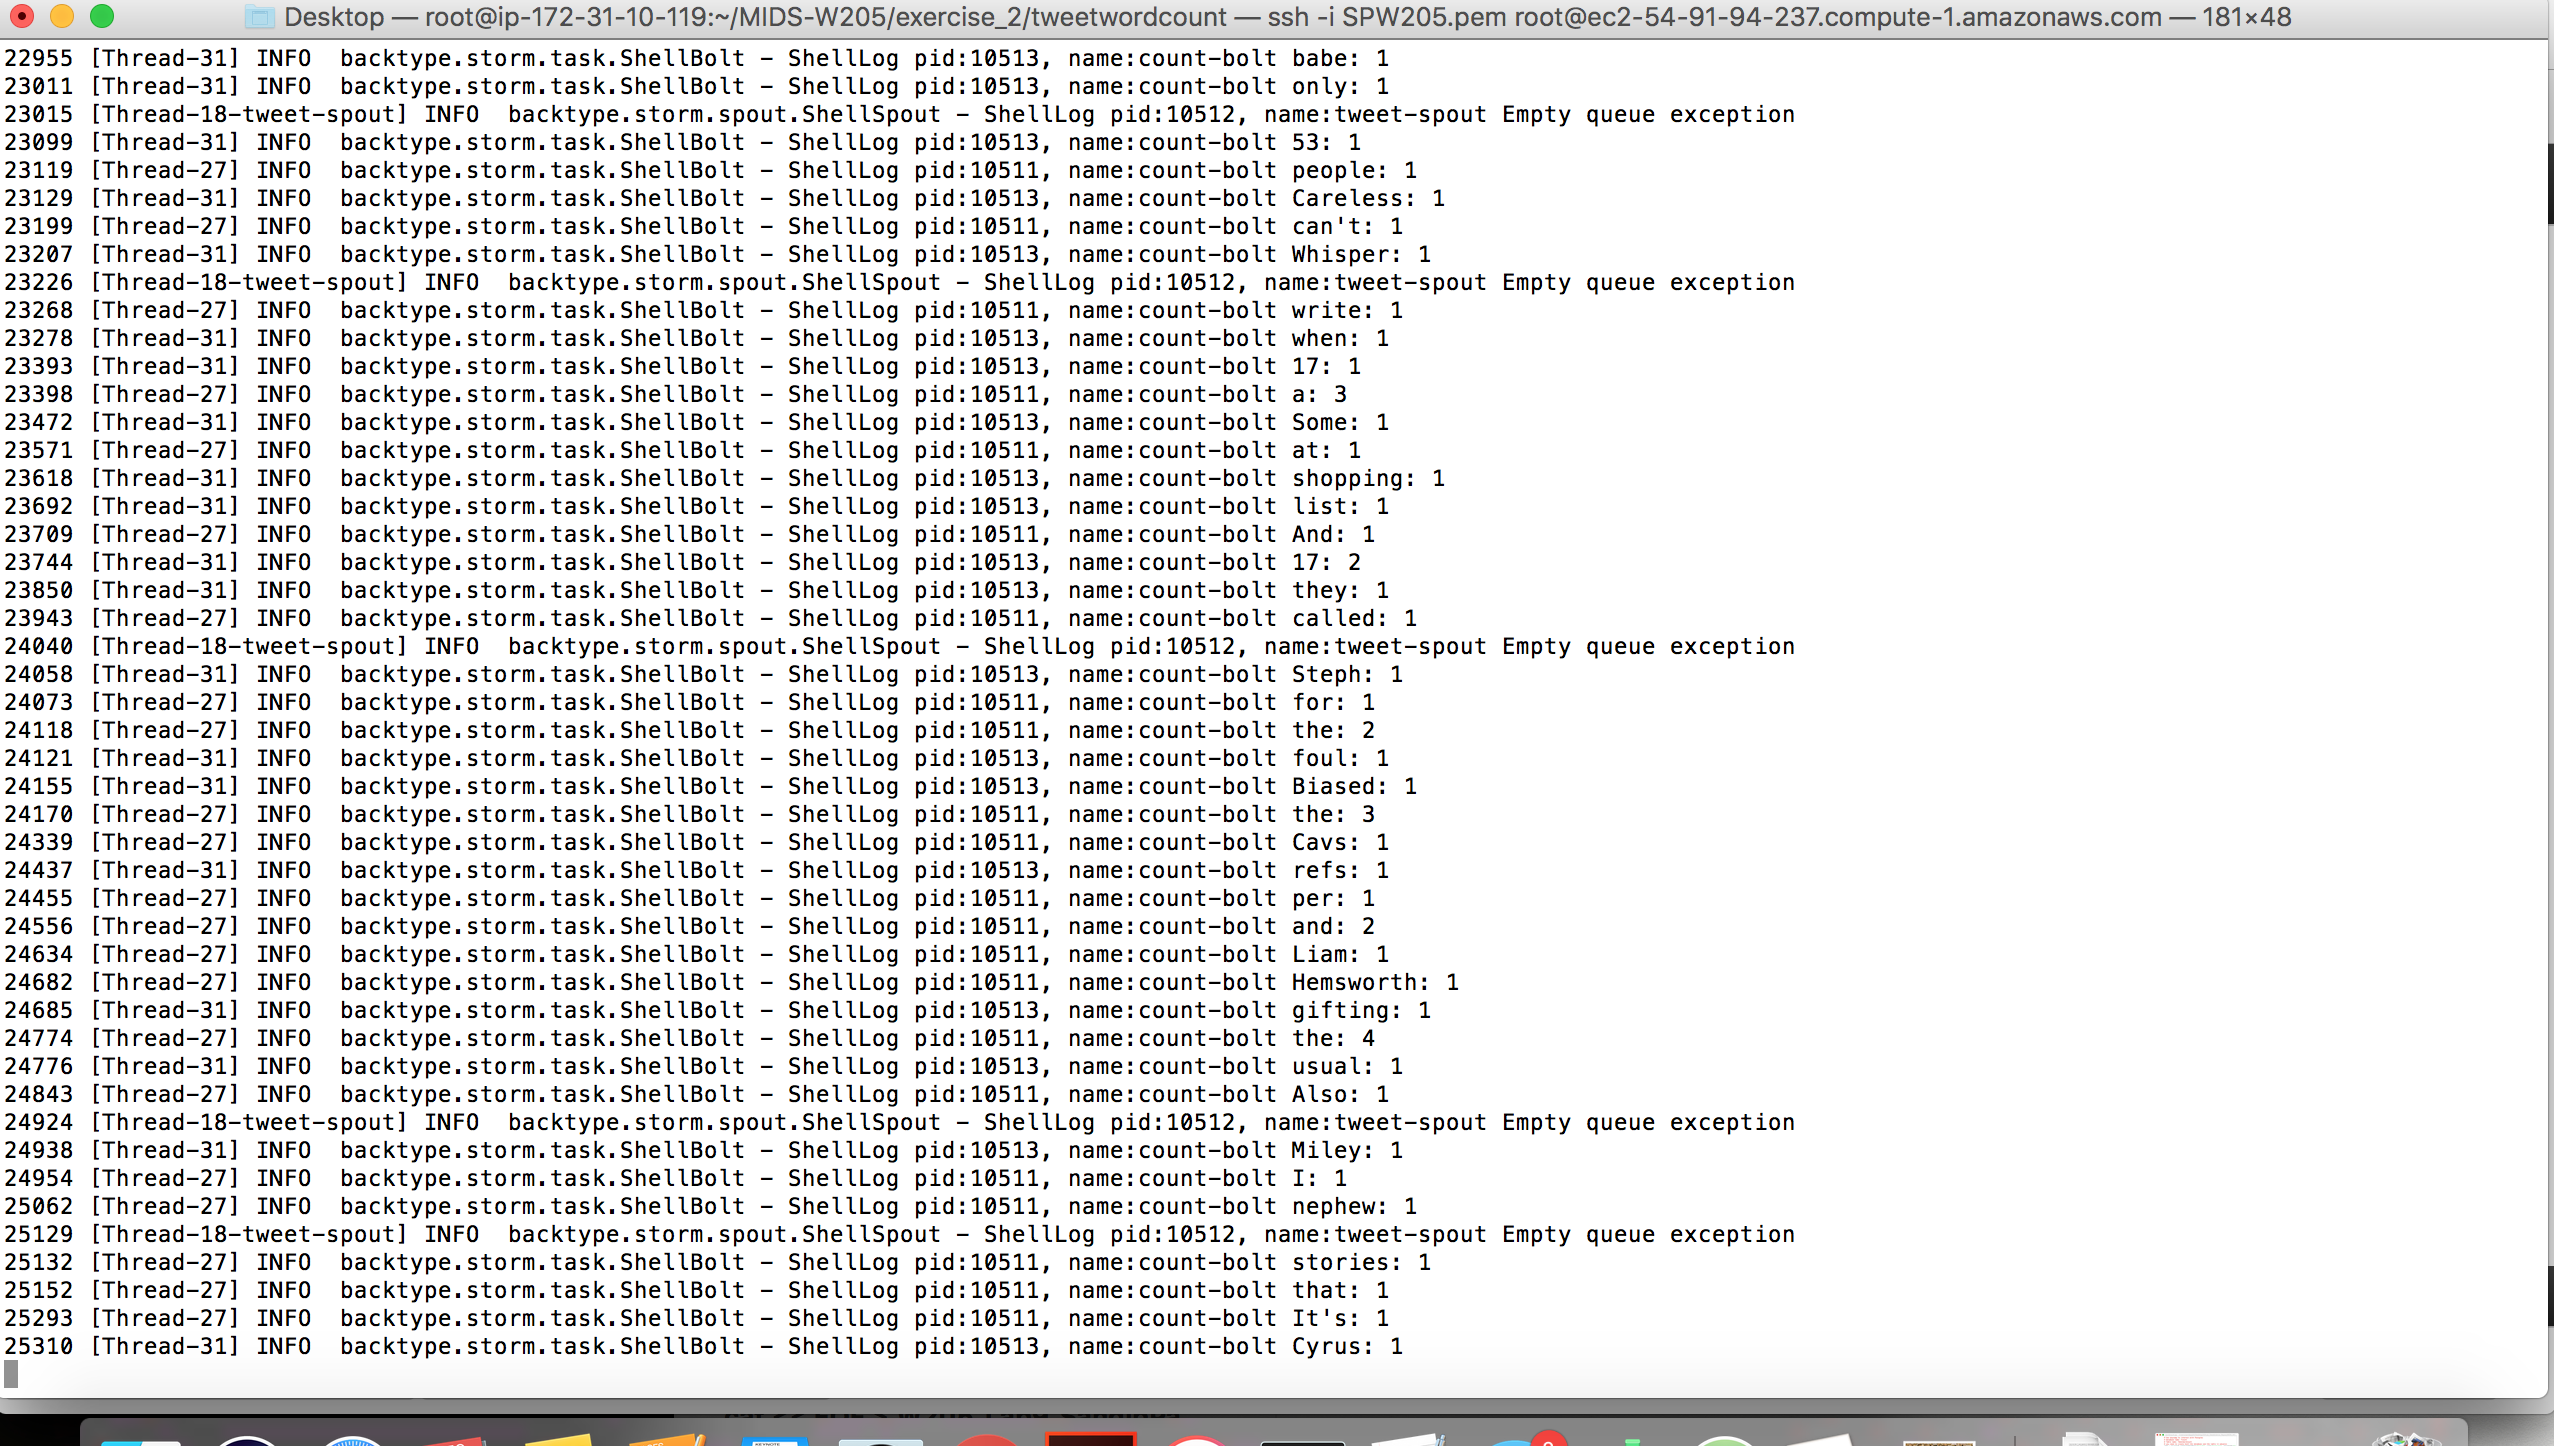 Desktop — root@ip-172-31-10-119:~/MIDS-W205/exercise_2/tweetwordcount — ssh -i SPW205.pem root@ec2-54-91-94-237.compute-1.amazonaws.com — 181×48
22955 [Thread-31] INFO  backtype.storm.task.ShellBolt - ShellLog pid:10513, name:count-bolt babe: 1
23011 [Thread-31] INFO  backtype.storm.task.ShellBolt - ShellLog pid:10513, name:count-bolt only: 1
23015 [Thread-18-tweet-spout] INFO  backtype.storm.spout.ShellSpout - ShellLog pid:10512, name:tweet-spout Empty queue exception
23099 [Thread-31] INFO  backtype.storm.task.ShellBolt - ShellLog pid:10513, name:count-bolt 53: 1
23119 [Thread-27] INFO  backtype.storm.task.ShellBolt - ShellLog pid:10511, name:count-bolt people: 1
23129 [Thread-31] INFO  backtype.storm.task.ShellBolt - ShellLog pid:10513, name:count-bolt Careless: 1
23199 [Thread-27] INFO  backtype.storm.task.ShellBolt - ShellLog pid:10511, name:count-bolt can't: 1
23207 [Thread-31] INFO  backtype.storm.task.ShellBolt - ShellLog pid:10513, name:count-bolt Whisper: 1
23226 [Thread-18-tweet-spout] INFO  backtype.storm.spout.ShellSpout - ShellLog pid:10512, name:tweet-spout Empty queue exception
23268 [Thread-27] INFO  backtype.storm.task.ShellBolt - ShellLog pid:10511, name:count-bolt write: 1
23278 [Thread-31] INFO  backtype.storm.task.ShellBolt - ShellLog pid:10513, name:count-bolt when: 1
23393 [Thread-31] INFO  backtype.storm.task.ShellBolt - ShellLog pid:10513, name:count-bolt 17: 1
23398 [Thread-27] INFO  backtype.storm.task.ShellBolt - ShellLog pid:10511, name:count-bolt a: 3
23472 [Thread-31] INFO  backtype.storm.task.ShellBolt - ShellLog pid:10513, name:count-bolt Some: 1
23571 [Thread-27] INFO  backtype.storm.task.ShellBolt - ShellLog pid:10511, name:count-bolt at: 1
23618 [Thread-31] INFO  backtype.storm.task.ShellBolt - ShellLog pid:10513, name:count-bolt shopping: 1
23692 [Thread-31] INFO  backtype.storm.task.ShellBolt - ShellLog pid:10513, name:count-bolt list: 1
23709 [Thread-27] INFO  backtype.storm.task.ShellBolt - ShellLog pid:10511, name:count-bolt And: 1
23744 [Thread-31] INFO  backtype.storm.task.ShellBolt - ShellLog pid:10513, name:count-bolt 17: 2
23850 [Thread-31] INFO  backtype.storm.task.ShellBolt - ShellLog pid:10513, name:count-bolt they: 1
23943 [Thread-27] INFO  backtype.storm.task.ShellBolt - ShellLog pid:10511, name:count-bolt called: 1
24040 [Thread-18-tweet-spout] INFO  backtype.storm.spout.ShellSpout - ShellLog pid:10512, name:tweet-spout Empty queue exception
24058 [Thread-31] INFO  backtype.storm.task.ShellBolt - ShellLog pid:10513, name:count-bolt Steph: 1
24073 [Thread-27] INFO  backtype.storm.task.ShellBolt - ShellLog pid:10511, name:count-bolt for: 1
24118 [Thread-27] INFO  backtype.storm.task.ShellBolt - ShellLog pid:10511, name:count-bolt the: 2
24121 [Thread-31] INFO  backtype.storm.task.ShellBolt - ShellLog pid:10513, name:count-bolt foul: 1
24155 [Thread-31] INFO  backtype.storm.task.ShellBolt - ShellLog pid:10513, name:count-bolt Biased: 1
24170 [Thread-27] INFO  backtype.storm.task.ShellBolt - ShellLog pid:10511, name:count-bolt the: 3
24339 [Thread-27] INFO  backtype.storm.task.ShellBolt - ShellLog pid:10511, name:count-bolt Cavs: 1
24437 [Thread-31] INFO  backtype.storm.task.ShellBolt - ShellLog pid:10513, name:count-bolt refs: 1
24455 [Thread-27] INFO  backtype.storm.task.ShellBolt - ShellLog pid:10511, name:count-bolt per: 1
24556 [Thread-27] INFO  backtype.storm.task.ShellBolt - ShellLog pid:10511, name:count-bolt and: 2
24634 [Thread-27] INFO  backtype.storm.task.ShellBolt - ShellLog pid:10511, name:count-bolt Liam: 1
24682 [Thread-27] INFO  backtype.storm.task.ShellBolt - ShellLog pid:10511, name:count-bolt Hemsworth: 1
24685 [Thread-31] INFO  backtype.storm.task.ShellBolt - ShellLog pid:10513, name:count-bolt gifting: 1
24774 [Thread-27] INFO  backtype.storm.task.ShellBolt - ShellLog pid:10511, name:count-bolt the: 4
24776 [Thread-31] INFO  backtype.storm.task.ShellBolt - ShellLog pid:10513, name:count-bolt usual: 1
24843 [Thread-27] INFO  backtype.storm.task.ShellBolt - ShellLog pid:10511, name:count-bolt Also: 1
24924 [Thread-18-tweet-spout] INFO  backtype.storm.spout.ShellSpout - ShellLog pid:10512, name:tweet-spout Empty queue exception
24938 [Thread-31] INFO  backtype.storm.task.ShellBolt - ShellLog pid:10513, name:count-bolt Miley: 1
24954 [Thread-27] INFO  backtype.storm.task.ShellBolt - ShellLog pid:10511, name:count-bolt I: 1
25062 [Thread-27] INFO  backtype.storm.task.ShellBolt - ShellLog pid:10511, name:count-bolt nephew: 1
25129 [Thread-18-tweet-spout] INFO  backtype.storm.spout.ShellSpout - ShellLog pid:10512, name:tweet-spout Empty queue exception
25132 [Thread-27] INFO  backtype.storm.task.ShellBolt - ShellLog pid:10511, name:count-bolt stories: 1
25152 [Thread-27] INFO  backtype.storm.task.ShellBolt - ShellLog pid:10511, name:count-bolt that: 1
25293 [Thread-27] INFO  backtype.storm.task.ShellBolt - ShellLog pid:10511, name:count-bolt It's: 1
25310 [Thread-31] INFO  backtype.storm.task.ShellBolt - ShellLog pid:10513, name:count-bolt Cyrus: 1